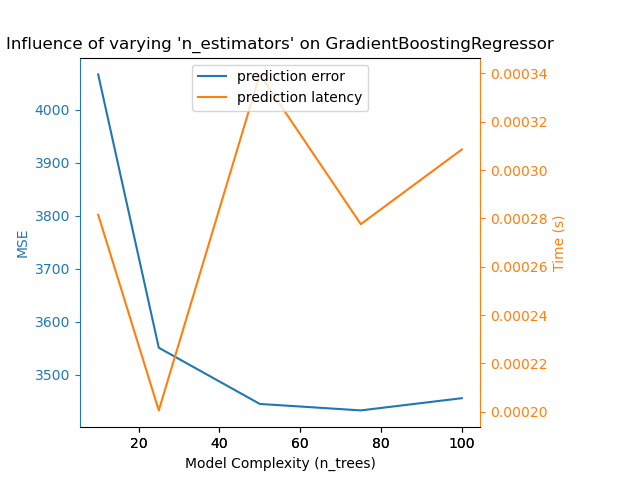 Influence of varying 'n_estimators' on GradientBoostingRegressor
prediction error
prediction latency
MSE
4000
3900
3800
3700
3600
3500
0.00034
0.00032
0.00030
0.00028
0.00026
0.00024
0.00022
0.00020
Time (s)
20 40 60 80 100
Model Complexity (n_trees)